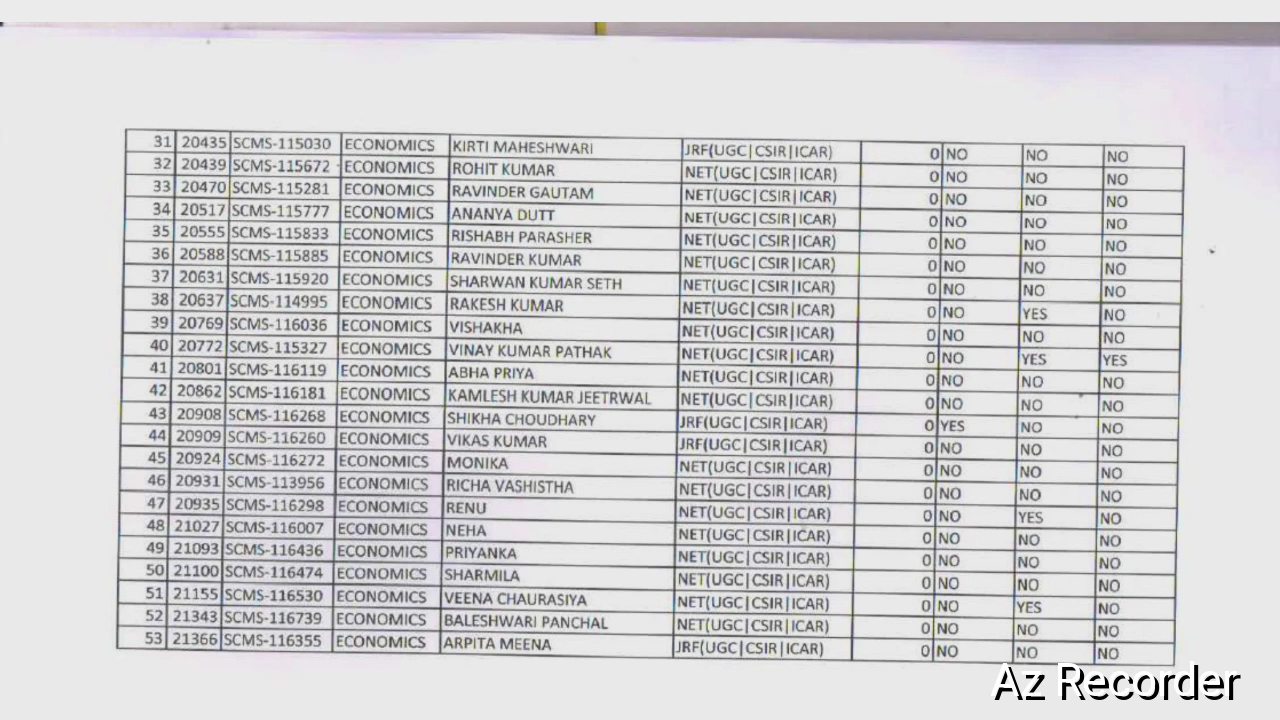 31 20435 SCMS-115030 ECONOMICS KIRTI MAHESHWARI JRF(UGC|CSIR|ICAR) 0 NO NO NO
32 20439 SCMS-115672 ECONOMICS ROHIT KUMAR NET(UGC|CSIR|ICAR) 0 NO NO NO
33 20470 SCMS-115281 ECONOMICS RAVINDER GAUTAM NET(UGC|CSIR|ICAR) 0 NO NO NO
34 20517 SCMS-115777 ECONOMICS ANANYA DUTT NET(UGC|CSIR|ICAR) 0 NO NO NO
35 20555 SCMS-115833 ECONOMICS RISHABH PARASHER NET(UGC|CSIR|ICAR) 0 NO NO NO
36 20588 SCMS-115885 ECONOMICS RAVINDER KUMAR NET(UGC|CSIR|ICAR) 0 NO NO NO
37 20631 SCMS-115920 ECONOMICS SHARWAN KUMAR SETH NET(UGC|CSIR|ICAR) 0 NO NO NO
38 20637 SCMS-114995 ECONOMICS RAKESH KUMAR NET(UGC|CSIR|ICAR) 0 NO YES NO
39 20769 SCMS-116036 ECONOMICS VISHAKHA NET(UGC|CSIR|ICAR) 0 NO NO NO
40 20772 SCMS-115327 ECONOMICS VINAY KUMAR PATHAK NET(UGC|CSIR|ICAR) 0 NO YES YES
41 20801 SCMS-116119 ECONOMICS ABHA PRIYA NET(UGC|CSIR|ICAR) 0 NO NO NO
42 20862 SCMS-116181 ECONOMICS KAMLESH KUMAR JEETRWAL NET(UGC|CSIR|ICAR) 0 NO NO NO
43 20908 SCMS-116268 ECONOMICS SHIKHA CHOUDHARY JRF(UGC|CSIR|ICAR) 0 YES NO NO
44 20909 SCMS-116260 ECONOMICS VIKAS KUMAR JRF(UGC|CSIR|ICAR) 0 NO NO NO
45 20924 SCMS-116272 ECONOMICS MONIKA NET(UGC|CSIR|ICAR) 0 NO NO NO
46 20931 SCMS-113956 ECONOMICS RICHA VASHISTHA NET(UGC|CSIR|ICAR) 0 NO NO NO
47 20935 SCMS-116298 ECONOMICS RENU NET(UGC|CSIR|ICAR) 0 NO YES NO
48 21027 SCMS-116007 ECONOMICS NEHA NET(UGC|CSIR|ICAR) 0 NO NO NO
49 21093 SCMS-116436 ECONOMICS PRIYANKA NET(UGC|CSIR|ICAR) 0 NO NO NO
50 21100 SCMS-116474 ECONOMICS SHARMILA NET(UGC|CSIR|ICAR) 0 NO NO NO
51 21155 SCMS-116530 ECONOMICS VEENA CHAURASIYA NET(UGC|CSIR|ICAR) 0 NO YES NO
52 21343 SCMS-116739 ECONOMICS BALESHWARI PANCHAL NET(UGC|CSIR|ICAR) 0 NO NO NO
53 21366 SCMS-116355 ECONOMICS ARPITA MEENA JRF(UGC|CSIR|ICAR) 0 NO NO NO
Az Recorder